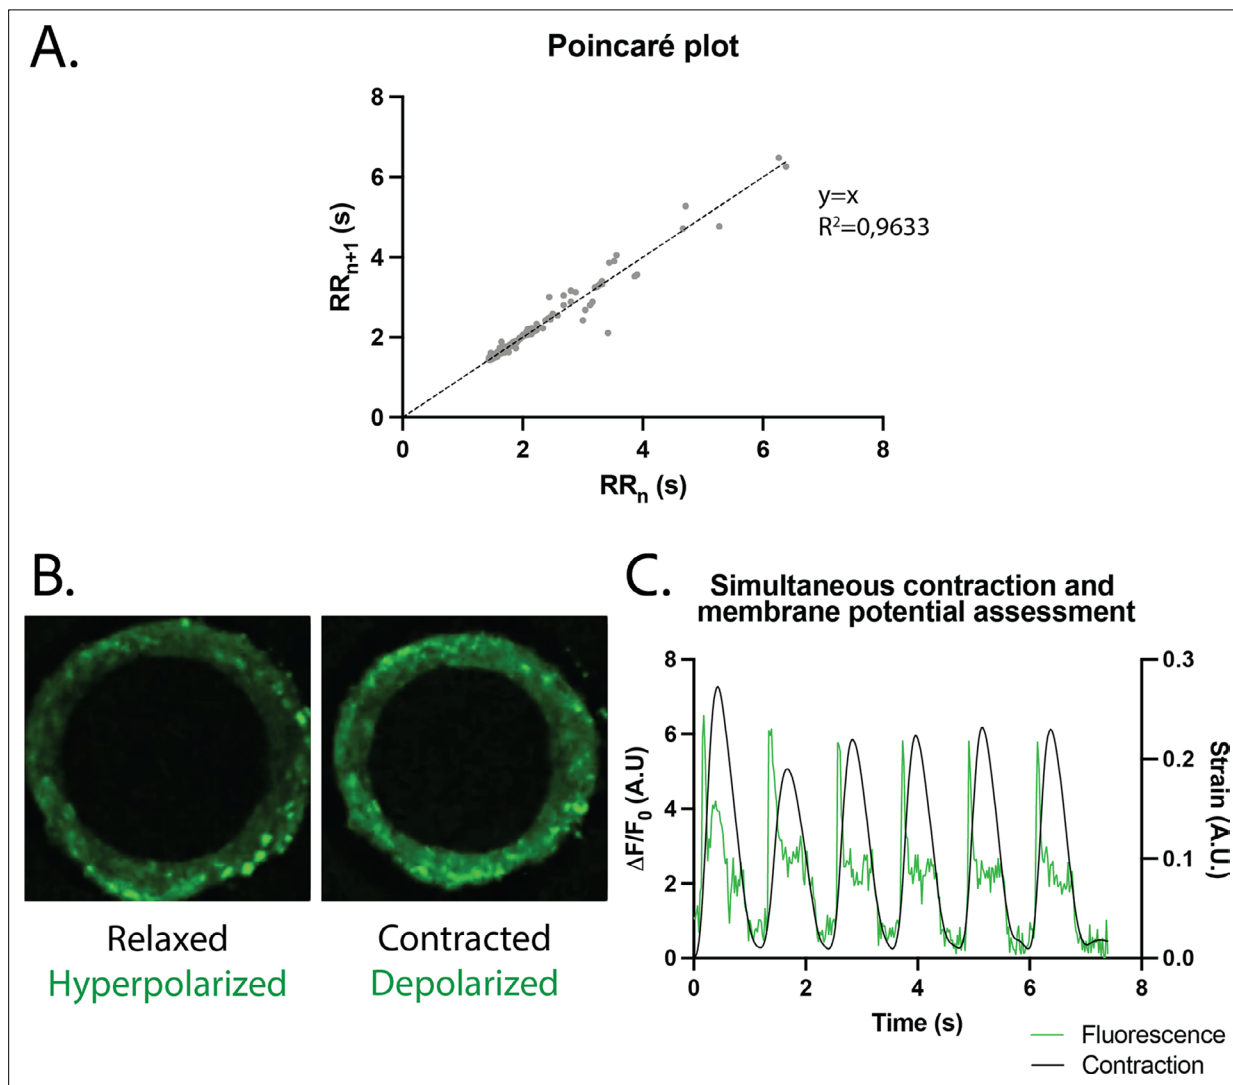 A.
Poincaré plot
8
6
4
2
0
RRn+1 (s)
0 2 4 6 8
RRn (s)
y=x
R²=0,9633
B.
Relaxed
Hyperpolarized
Contracted
Depolarized
C.
Simultaneous contraction and
membrane potential assessment
8
6
4
2
0
ΔF/F0 (A.U)
0.3
0.2
0.1
0.0
Strain (A.U.)
0 2 4 6 8
Time (s)
Fluorescence
Contraction